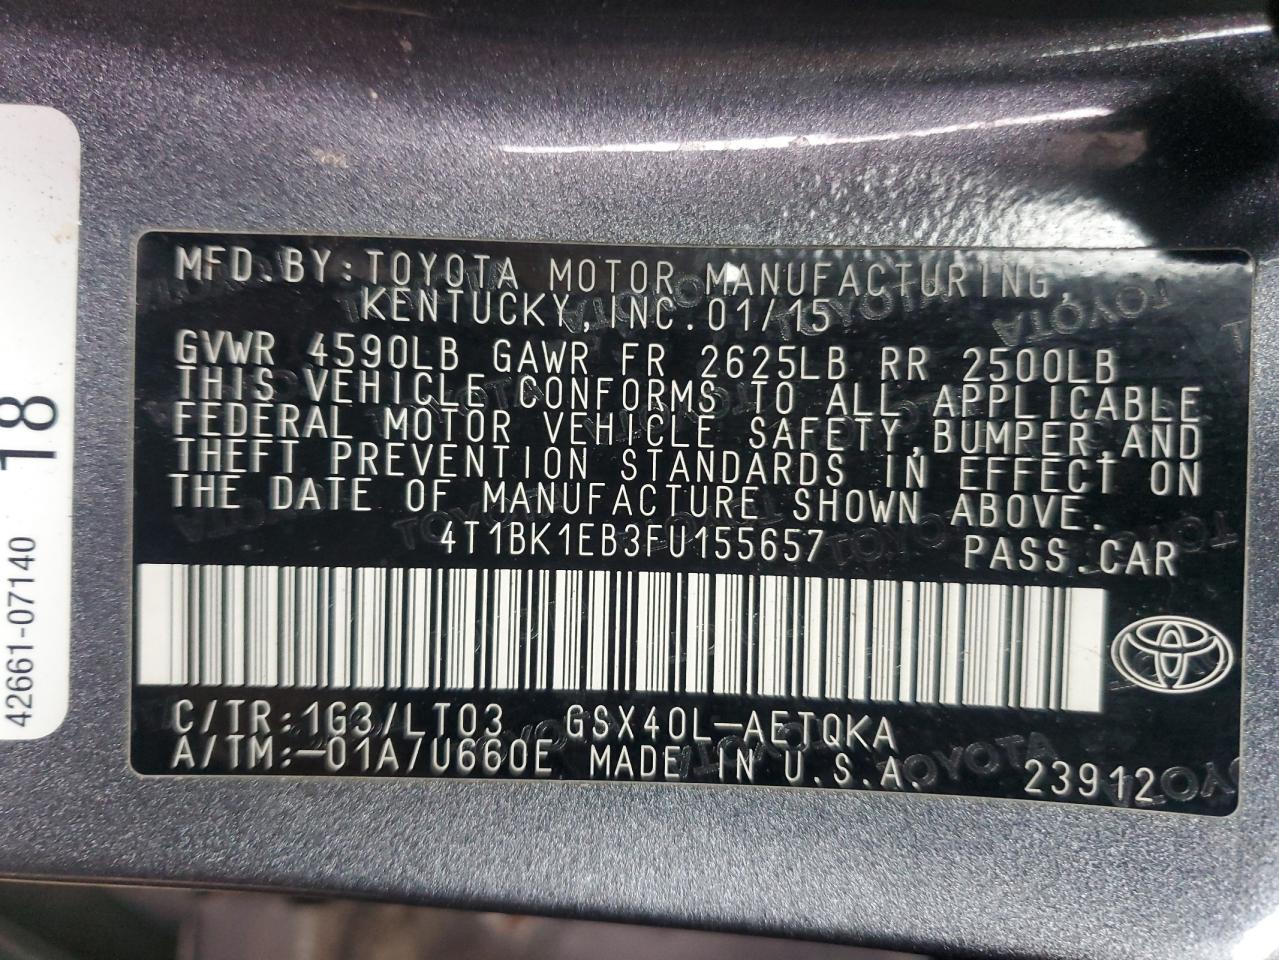 MFD.BY:TOYOTA MOTOR MANUFACTURING,
KENTUCKY,INC.01/15
GVWR 4590LB GAWR FR 2625LB RR 2500LB
THIS VEHICLE CONFORMS TO ALL APPLICABLE
FEDERAL MOTOR VEHICLE SAFETY,BUMPER,AND
THEFT PREVENTION STANDARDS IN EFFECT ON
THE DATE OF MANUFACTURE SHOWN ABOVE.
4T1BK1EB3FU155657 PASS.CAR
C/TR:1G3/LT03 GSX40L-AETQKA
A/TM:-01A/U660E MADE IN U.S.A. 23912
18
42661-07140